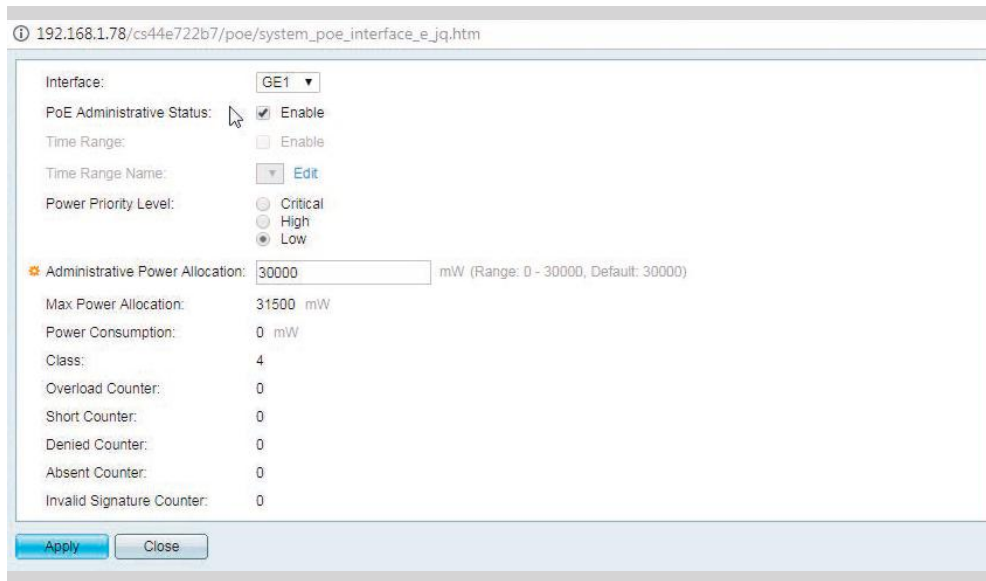 192.168.1.78/cs44e722b7/poe/system_poe_interface_e_jq.htm
Interface: GE1
PoE Administrative Status: Enable
Time Range: Enable
Time Range Name: Edit
Power Priority Level: Critical
High
Low
Administrative Power Allocation: 30000 mW (Range: 0 - 30000, Default: 30000)
Max Power Allocation: 31500 mW
Power Consumption: 0 mW
Class: 4
Overload Counter: 0
Short Counter: 0
Denied Counter: 0
Absent Counter: 0
Invalid Signature Counter: 0
Apply Close